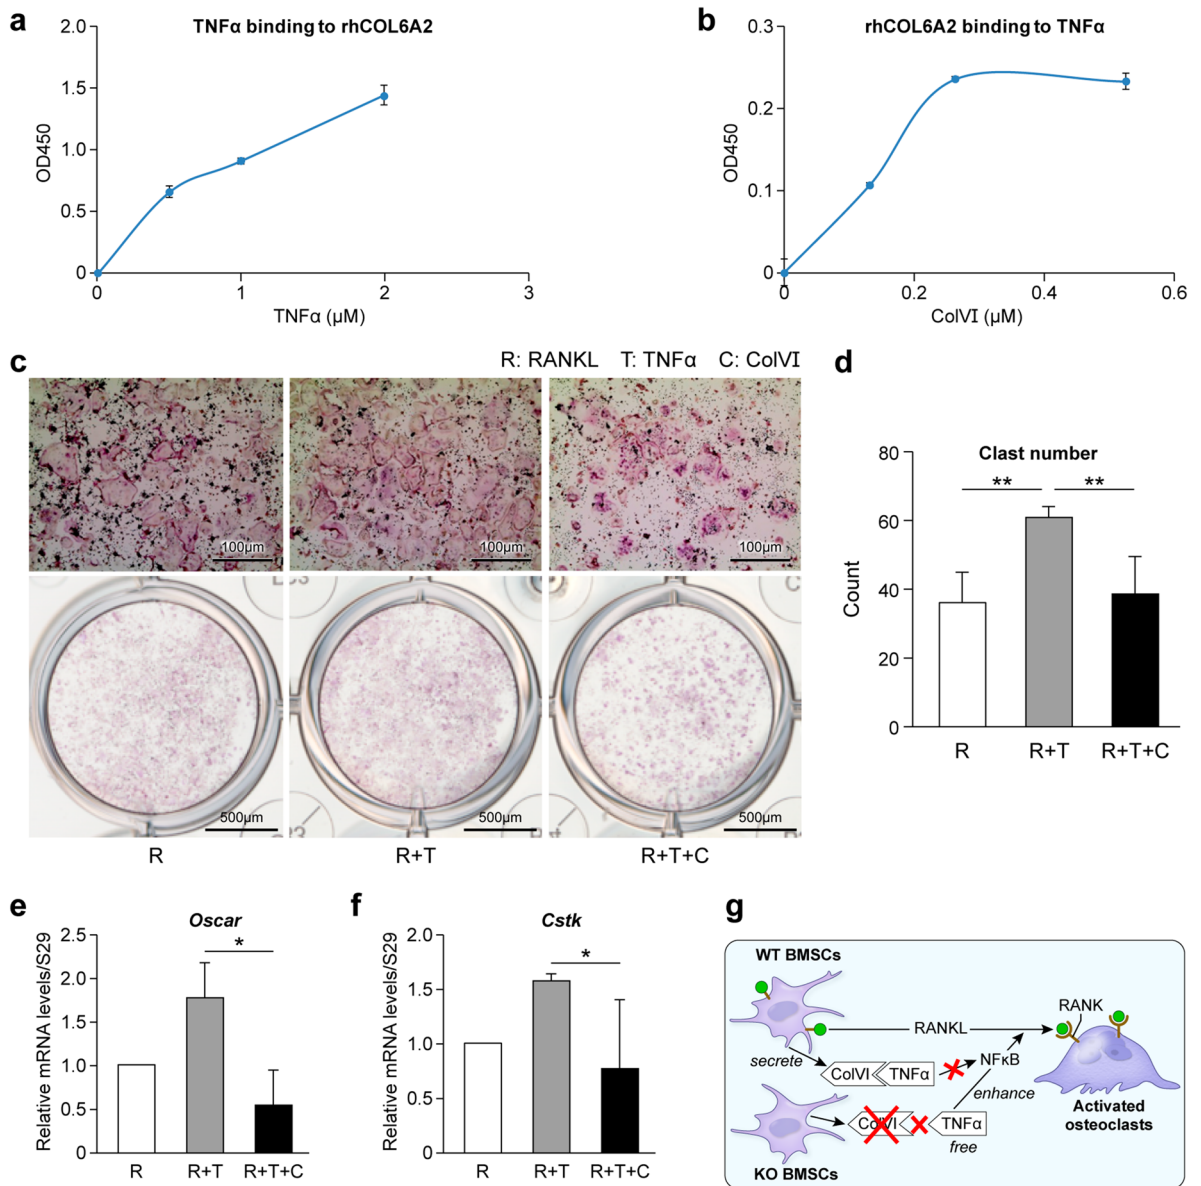 a
TNFα binding to rhCOL6A2
2.0
1.5
1.0
0.5
0
OD450
0 1 2 3
TNFα (μM)
b
rhCOL6A2 binding to TNFα
0.3
0.2
0.1
0
OD450
0 0.2 0.4 0.6
ColVI (μM)
c
R: RANKL T: TNFα C: ColVI
100μm 100μm 100μm
500μm 500μm 500μm
R R+T R+T+C
d
Clast number
80
60
40
20
0
Count
** **
R R+T R+T+C
e
Oscar
2.5
2.0
1.5
1.0
0.5
0
Relative mRNA levels/S29
*
R R+T R+T+C
f
Cstk
2.0
1.5
1.0
0.5
0
Relative mRNA levels/S29
*
R R+T R+T+C
g
WT BMSCs
RANKL
RANK
secrete
ColVI TNFα
NFκB
enhance
ColVI TNFα
free
KO BMSCs
Activated
osteoclasts